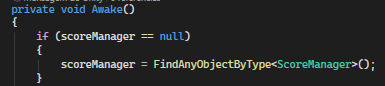 private void Awake()
{
if (scoreManager == null)
{
scoreManager = FindAnyObjectByType<ScoreManager>();
}